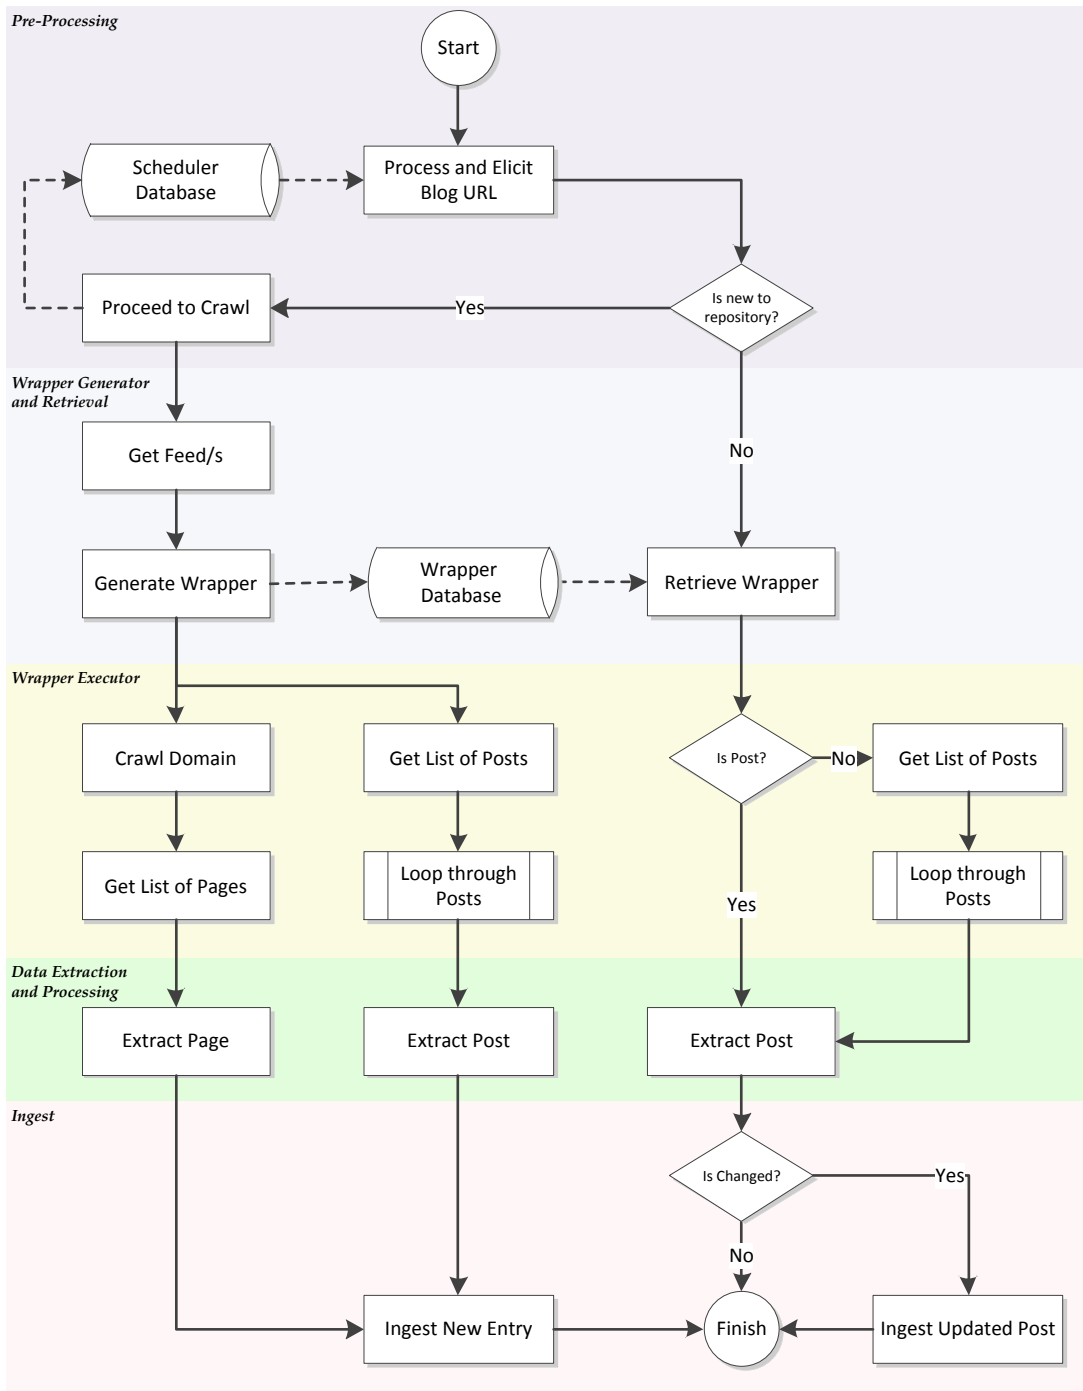 Pre-Processing
Start
Scheduler
Database
Process and Elicit
Blog URL
Proceed to Crawl
Yes
Is new to
repository?
Wrapper Generator
and Retrieval
Get Feed/s
No
Generate Wrapper
Wrapper
Database
Retrieve Wrapper
Wrapper Executor
Crawl Domain
Get List of Posts
Is Post?
No
Get List of Posts
Get List of Pages
Loop through
Posts
Yes
Loop through
Posts
Data Extraction
and Processing
Extract Page
Extract Post
Extract Post
Ingest
Is Changed?
Yes
No
Ingest New Entry
Finish
Ingest Updated Post